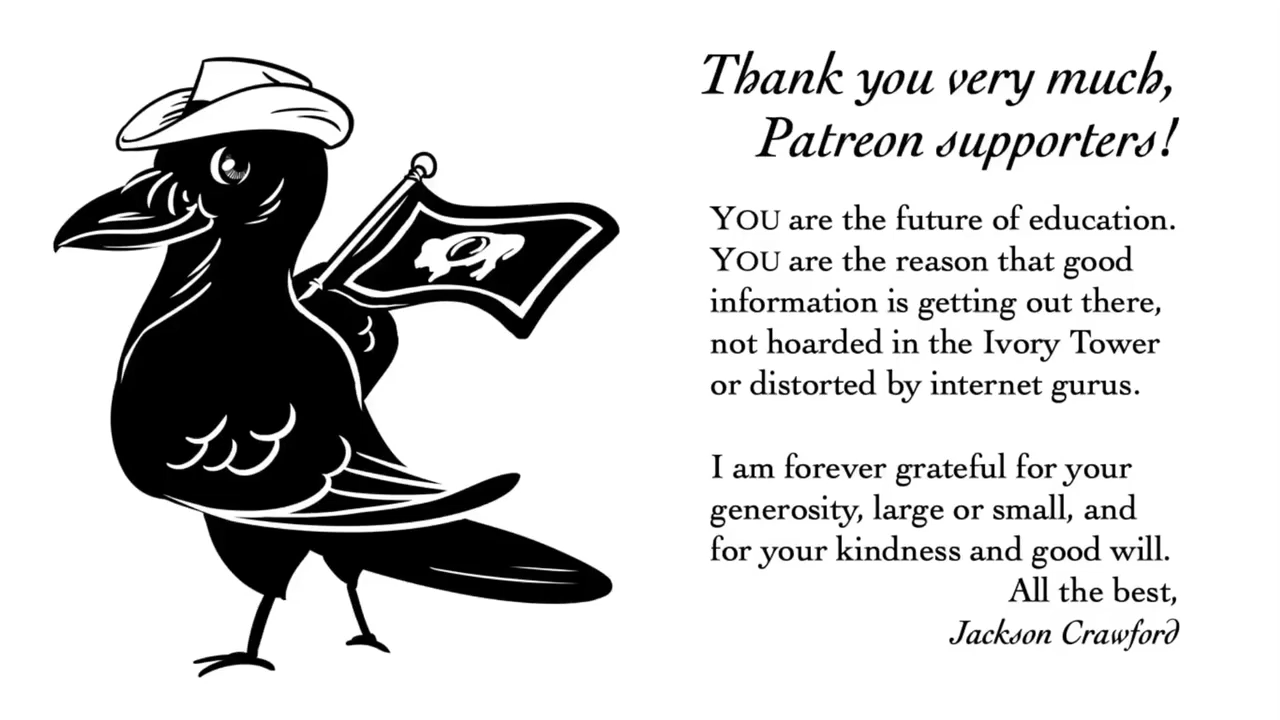 Thank you very much,
Patreon supporters!
YOU are the future of education.
YOU are the reason that good
information is getting out there,
not hoarded in the Ivory Tower
or distorted by internet gurus.
I am forever grateful for your
generosity, large or small, and
for your kindness and good will.
All the best,
Jackson Crawford